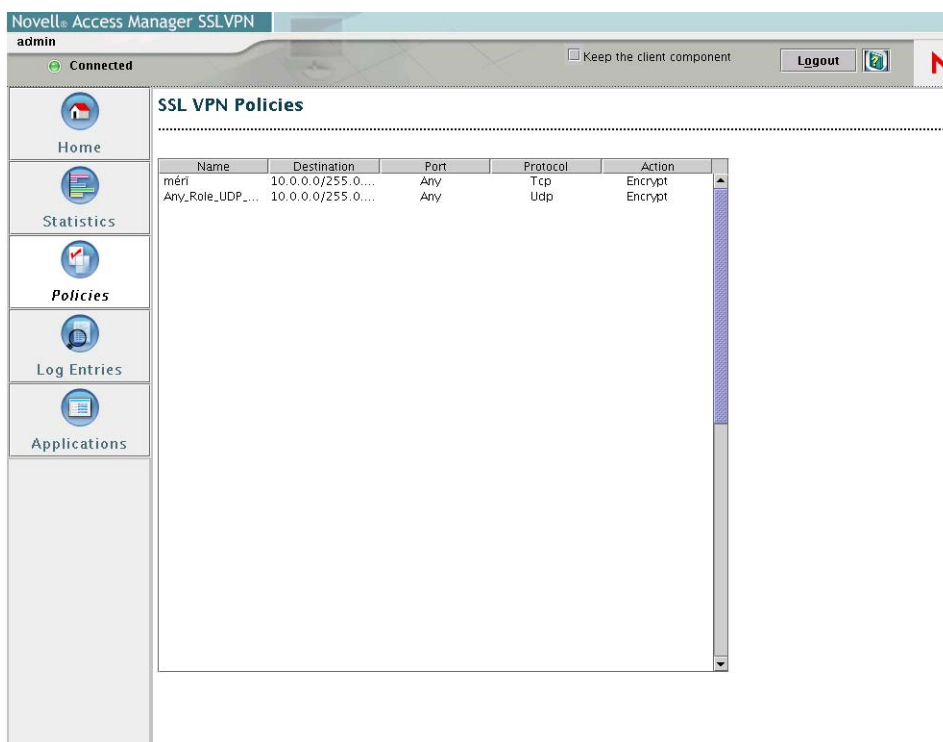 Novell® Access Manager SSLVPN
admin
Connected
Keep the client component
Logout
Home
Statistics
Policies
Log Entries
Applications
SSL VPN Policies
Name Destination Port Protocol Action
mérï 10.0.0.0/255.0.... Any Tcp Encrypt
Any_Role_UDP_... 10.0.0.0/255.0.... Any Udp Encrypt